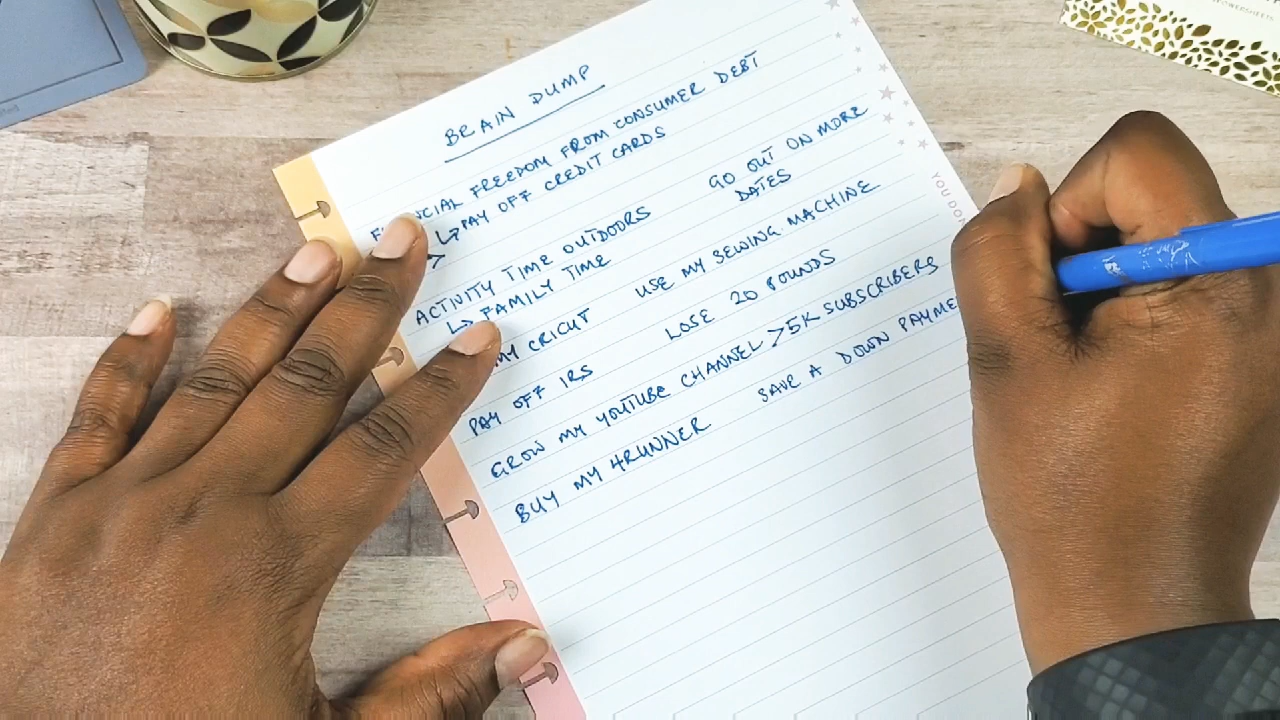 BRAIN DUMP
FREEDOM FROM CONSUMER DEBT
↳ PAY OFF CREDIT CARDS
ACTIVITY TIME OUTDOORS GO OUT ON MORE DATES
↳ FAMILY TIME
MY CRICUT USE MY SEWING MACHINE
PAY OFF IRS LOSE 20 POUNDS
GROW MY YOUTUBE CHANNEL >5K SUBSCRIBERS
BUY MY 4RUNNER SAVE A DOWN
YOU
POWERSHEETS